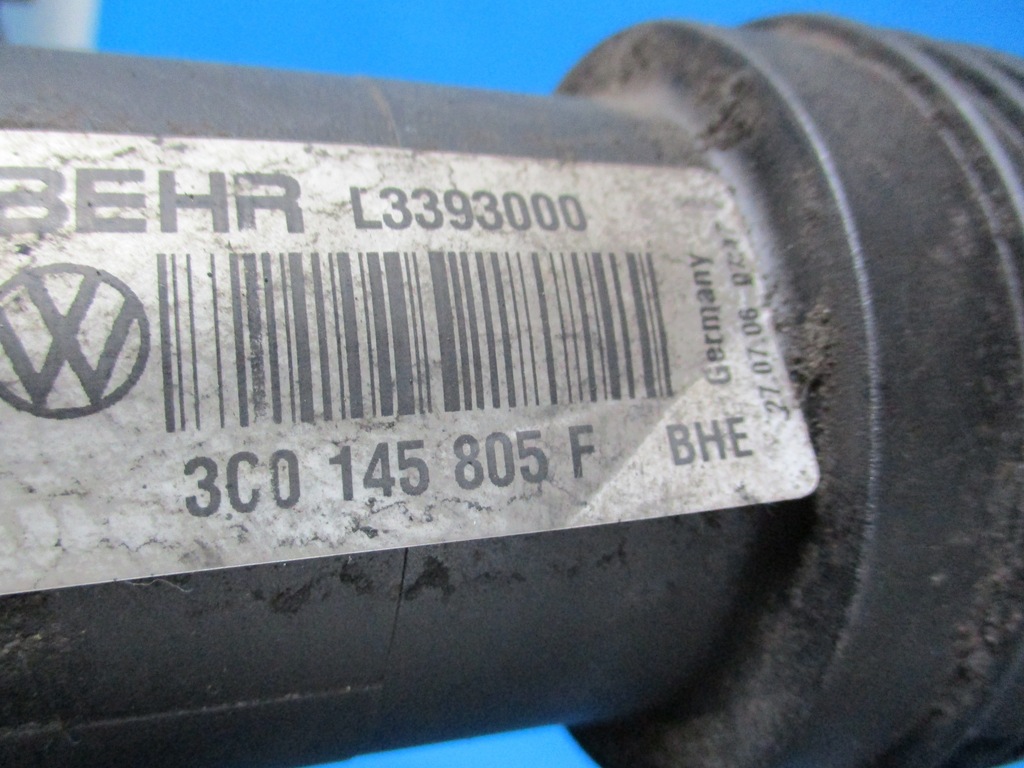 BEHR L3393000
3C0 145 805 F
BHE
Germany
27.07.06